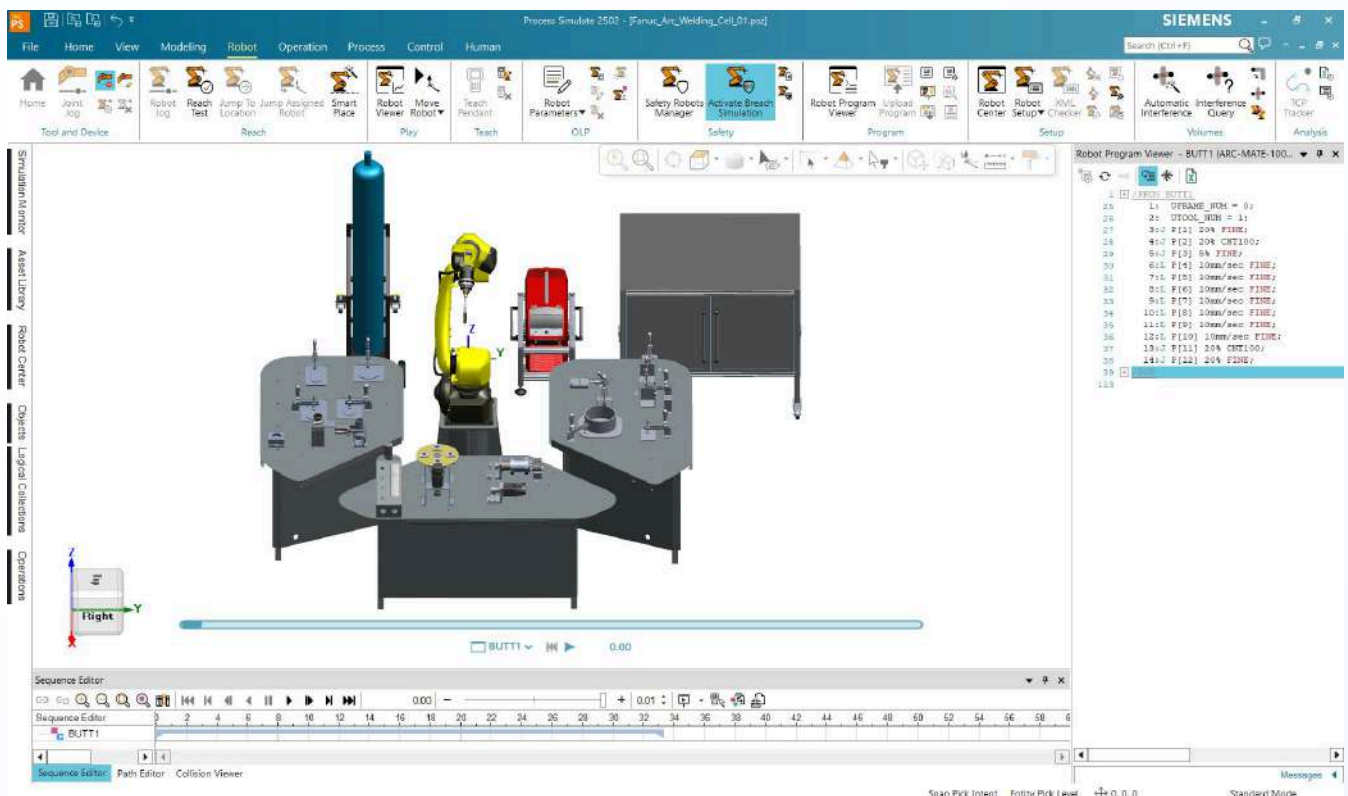 PS
Process Simulate 2502 - [Fanuc_Arc_Welding_Cell_01.psz]
SIEMENS
File Home View Modeling Robot Operation Process Control Human
Search (Ctrl+F)
Home
Joint Jog
Robot Jog
Reach Test
Jump To Location
Jump Assigned Robot
Smart Place
Robot Viewer
Move Robot
Teach Pendant
Robot Parameters
Safety Robots Manager
Activate Breach Simulation
Robot Program Viewer
Upload Program
Robot Center
Robot Setup
XML Checker
Automatic Interference
Interference Query
TCP Tracker
Tool and Device Reach Play Teach OLP Safety Program Setup Volumes Analysis
Simulation Monitor
Asset Library
Robot Center
Objects
Logical Collections
Operations
Robot Program Viewer - BUTT1 (ARC-MATE-100...
1 /PROG BUTT1
25 1: UFRAME_NUM = 0;
26 2: UTOOL_NUM = 1;
27 3:J P[1] 20% FINE;
28 4:J P[2] 20% CNT100;
29 5:J P[3] 5% FINE;
30 6:L P[4] 10mm/sec FINE;
31 7:L P[5] 10mm/sec FINE;
32 8:L P[6] 10mm/sec FINE;
33 9:L P[7] 10mm/sec FINE;
34 10:L P[8] 10mm/sec FINE;
35 11:L P[9] 10mm/sec FINE;
36 12:L P[10] 10mm/sec FINE;
37 13:J P[11] 20% CNT100;
38 14:J P[12] 20% FINE;
39
113
Z
Y
Z
Right
Y
X
BUTT1 0.00
Sequence Editor
0.00 0.01
Sequence Editor 0 2 4 6 8 10 12 14 16 18 20 22 24 26 28 30 32 34 36 38 40 42 44 46 48 50 52 54 56 58 6
BUTT1
Sequence Editor Path Editor Collision Viewer
Messages
Snap Pick Intent Entity Pick Level 0, 0, 0 Standard Mode